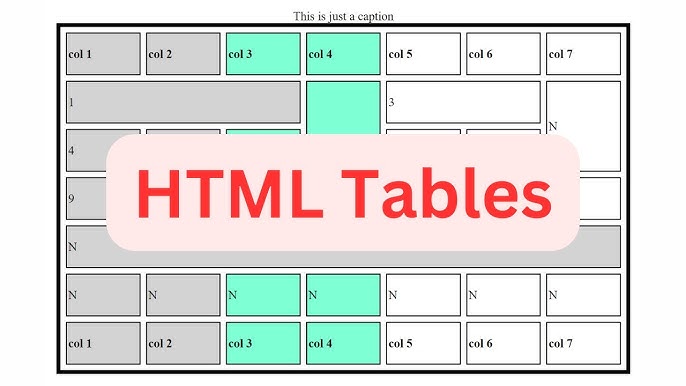 This is just a caption
col 1 col 2 col 3 col 4 col 5 col 6 col 7
1 3 N
4
HTML Tables
9
N
N N N N N N N
col 1 col 2 col 3 col 4 col 5 col 6 col 7